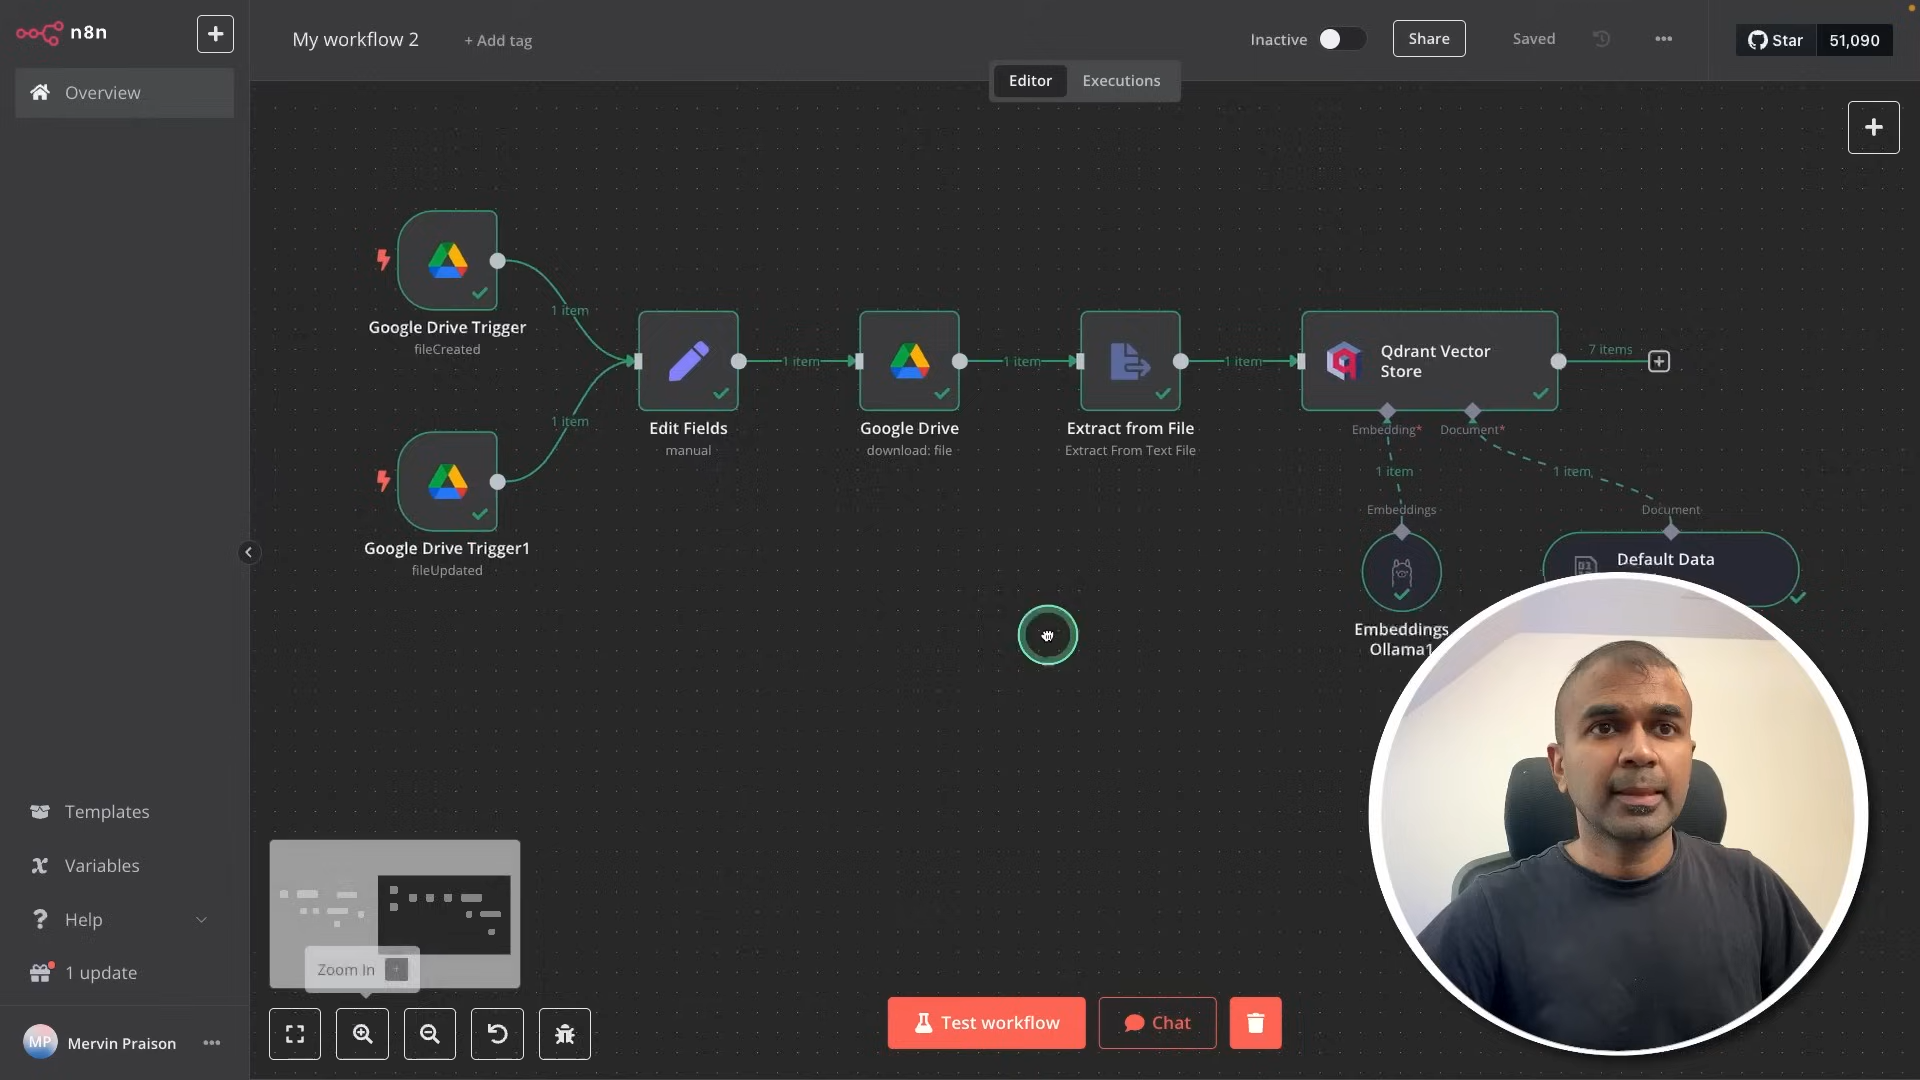 n8n
My workflow 2
+ Add tag
Inactive
Share
Saved
Star
51,090
Overview
Editor
Executions
Google Drive Trigger
fileCreated
1 item
Google Drive Trigger1
fileUpdated
1 item
Edit Fields
manual
1 item
Google Drive
download: file
1 item
Extract from File
Extract From Text File
1 item
Qdrant Vector
Store
7 items
Embedding*
Document*
1 item
1 item
Embeddings
Document
Default Data
Embeddings
Ollama1
Templates
Variables
Help
1 update
Zoom In
+
MP
Mervin Praison
Test workflow
Chat